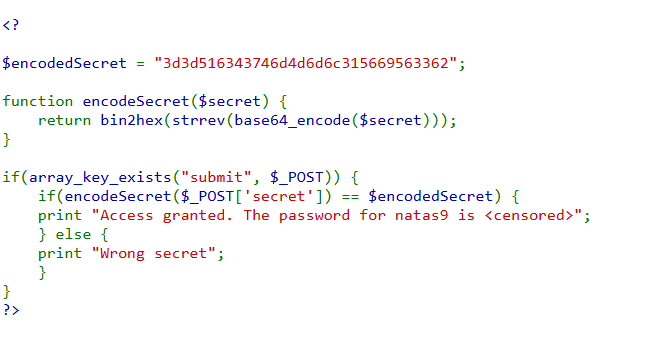 <?
$encodedSecret = "3d3d516343746d4d6d6c315669563362";
function encodeSecret($secret) {
    return bin2hex(strrev(base64_encode($secret)));
}
if(array_key_exists("submit", $_POST)) {
    if(encodeSecret($_POST['secret']) == $encodedSecret) {
    print "Access granted. The password for natas9 is <censored>";
    } else {
    print "Wrong secret";
    }
}
?>